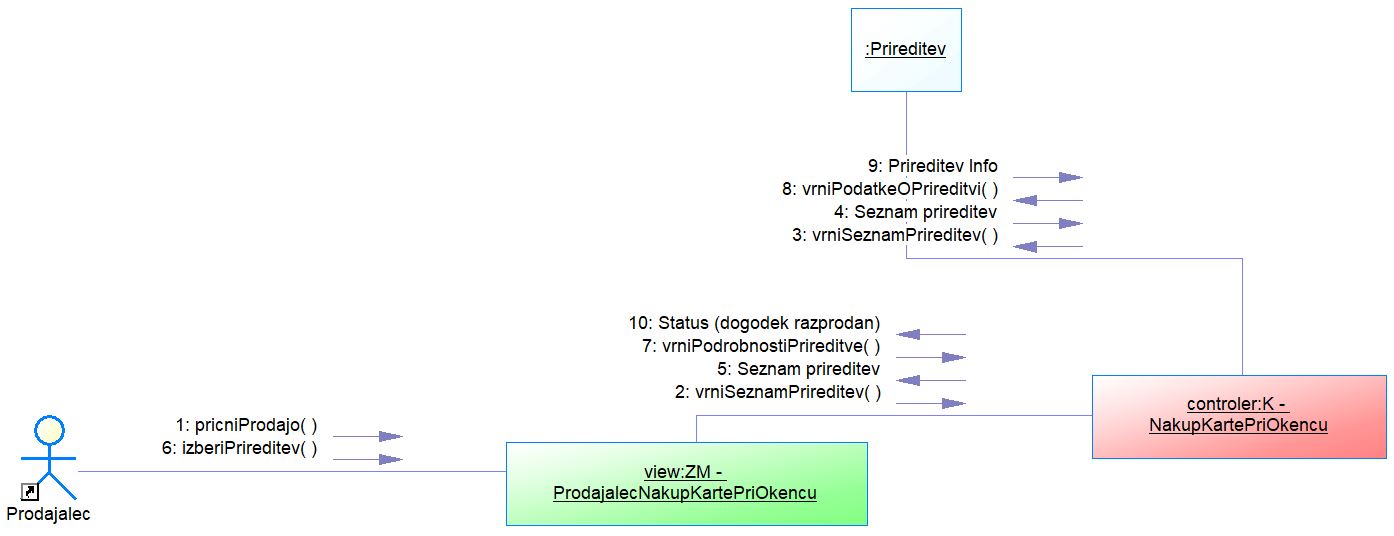 :Prireditev
9: Prireditev Info
8: vrniPodatkeOPrireditvi( )
4: Seznam prireditev
3: vrniSeznamPrireditev( )
10: Status (dogodek razprodan)
7: vrniPodrobnostiPrireditve( )
5: Seznam prireditev
2: vrniSeznamPrireditev( )
controler:K -
NakupKartePriOkencu
1: pricniProdajo( )
6: izberiPrireditev( )
view:ZM -
ProdajalecNakupKartePriOkencu
Prodajalec